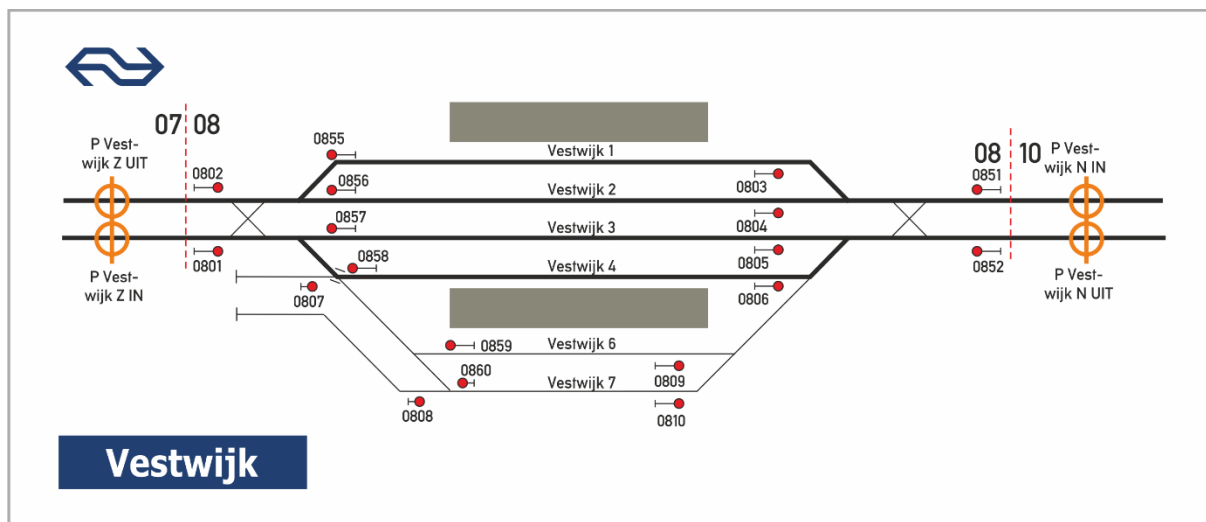 07 08
P Vest-
wijk Z UIT
0802
0855
0856
0857
0858
0801
P Vest-
wijk Z IN
0807
Vestwijk 1
Vestwijk 2
Vestwijk 3
Vestwijk 4
0803
0804
0805
0806
08 10
P Vest-
wijk N IN
0851
0852
P Vest-
wijk N UIT
0859
Vestwijk 6
0860
Vestwijk 7
0809
0808
0810
Vestwijk